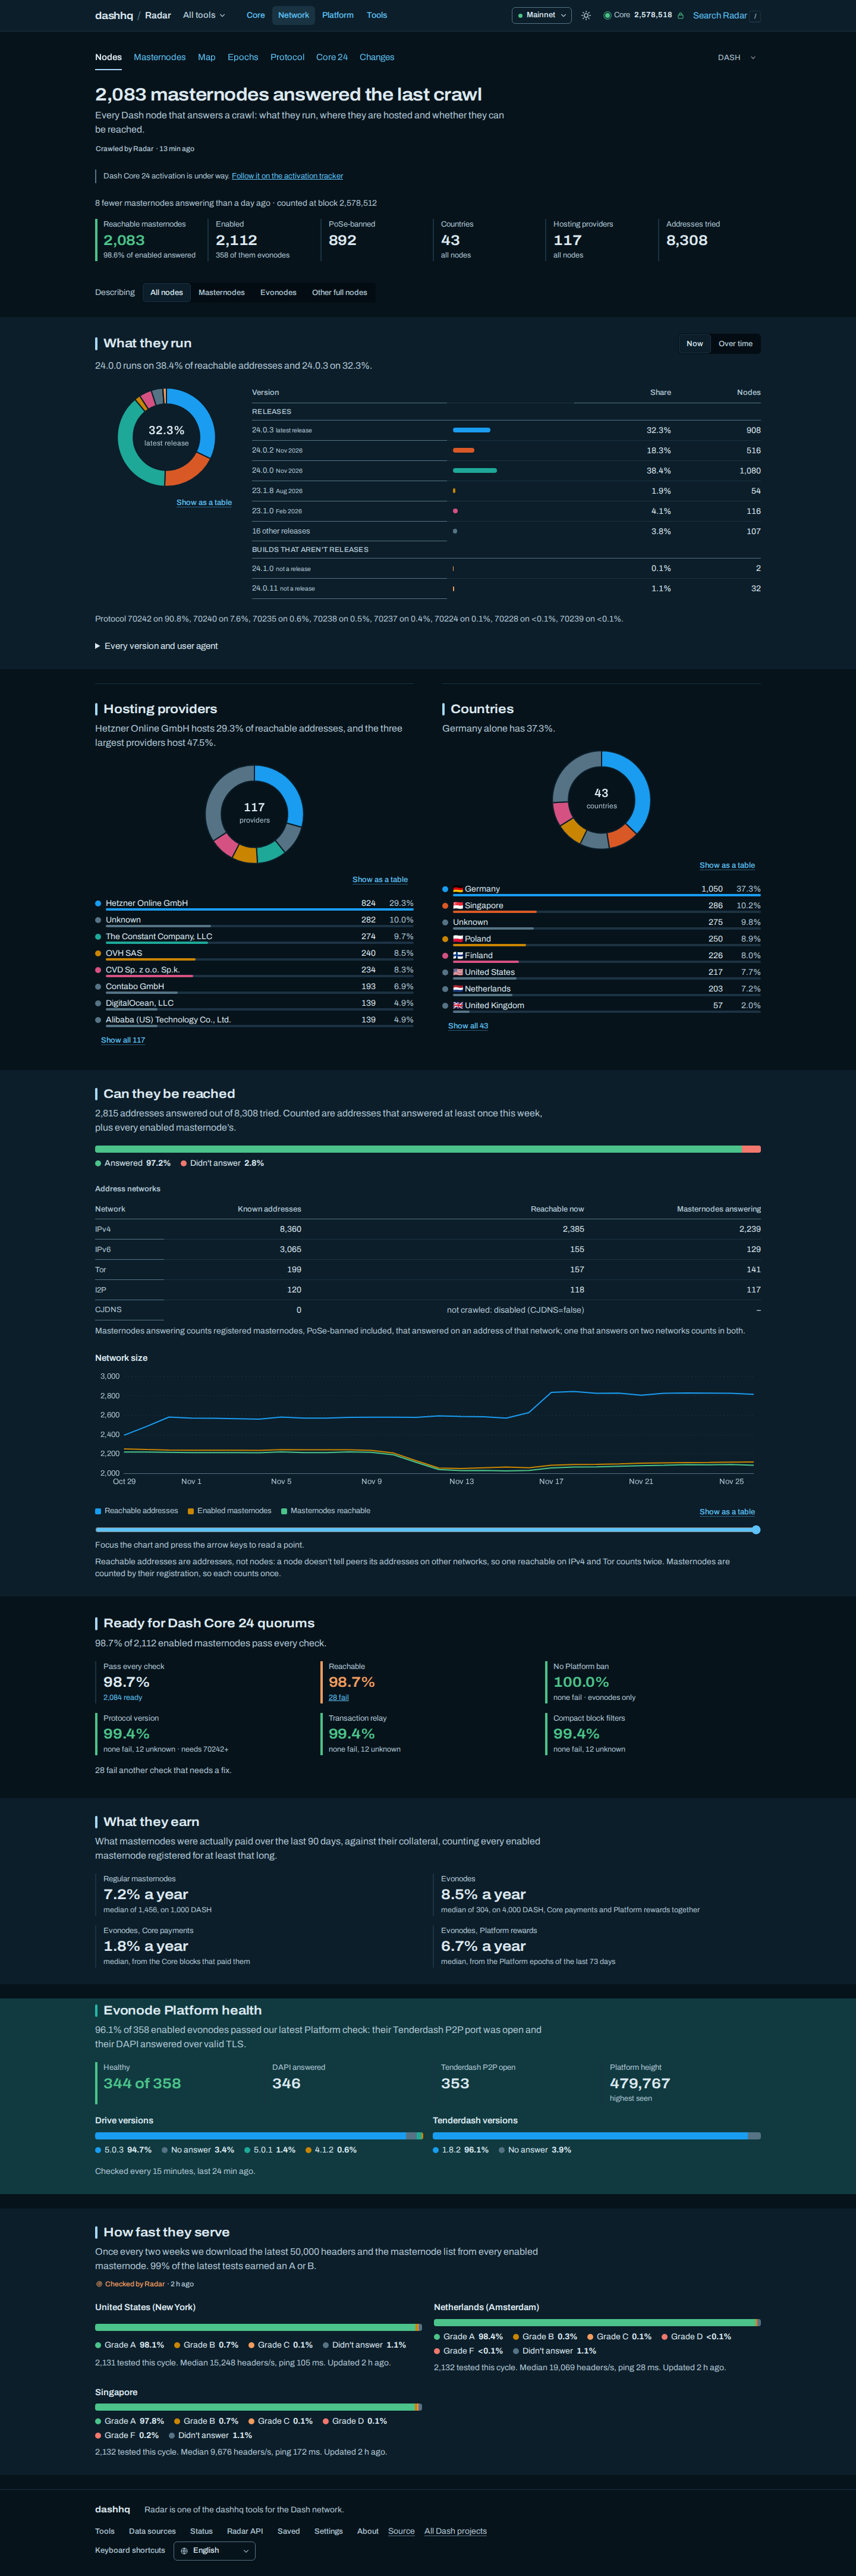 dashhq / Radar All tools Core Network Platform Tools Mainnet Core 2,578,518 Search Radar /
Nodes Masternodes Map Epochs Protocol Core 24 Changes DASH
2,083 masternodes answered the last crawl
Every Dash node that answers a crawl: what they run, where they are hosted and whether they can
be reached.
Crawled by Radar · 13 min ago
Dash Core 24 activation is under way. Follow it on the activation tracker
8 fewer masternodes answering than a day ago · counted at block 2,578,512
Reachable masternodes Enabled PoSe-banned Countries Hosting providers Addresses tried
2,083 2,112 892 43 117 8,308
98.6% of enabled answered 358 of them evonodes all nodes all nodes
Describing All nodes Masternodes Evonodes Other full nodes
What they run Now Over time
24.0.0 runs on 38.4% of reachable addresses and 24.0.3 on 32.3%.
32.3%
latest release
Show as a table
Version Share Nodes
RELEASES
24.0.3 latest release 32.3% 908
24.0.2 Nov 2026 18.3% 516
24.0.0 Nov 2026 38.4% 1,080
23.1.8 Aug 2026 1.9% 54
23.1.0 Feb 2026 4.1% 116
16 other releases 3.8% 107
BUILDS THAT AREN'T RELEASES
24.1.0 not a release 0.1% 2
24.0.11 not a release 1.1% 32
Protocol 70242 on 90.8%, 70240 on 7.6%, 70235 on 0.6%, 70238 on 0.5%, 70237 on 0.4%, 70224 on 0.1%, 70228 on <0.1%, 70239 on <0.1%.
Every version and user agent
Hosting providers
Hetzner Online GmbH hosts 29.3% of reachable addresses, and the three
largest providers host 47.5%.
117
providers
Show as a table
Hetzner Online GmbH 824 29.3%
Unknown 282 10.0%
The Constant Company, LLC 274 9.7%
OVH SAS 240 8.5%
CVD Sp. z o.o. Sp.k. 234 8.3%
Contabo GmbH 193 6.9%
DigitalOcean, LLC 139 4.9%
Alibaba (US) Technology Co., Ltd. 139 4.9%
Show all 117
Countries
Germany alone has 37.3%.
43
countries
Show as a table
Germany 1,050 37.3%
Singapore 286 10.2%
Unknown 275 9.8%
Poland 250 8.9%
Finland 226 8.0%
United States 217 7.7%
Netherlands 203 7.2%
United Kingdom 57 2.0%
Show all 43
Can they be reached
2,815 addresses answered out of 8,308 tried. Counted are addresses that answered at least once this week,
plus every enabled masternode's.
Answered 97.2% Didn't answer 2.8%
Address networks
Network Known addresses Reachable now Masternodes answering
IPv4 8,360 2,385 2,239
IPv6 3,065 155 129
Tor 199 157 141
I2P 120 118 117
CJDNS 0 not crawled: disabled (CJDNS=false) –
Masternodes answering counts registered masternodes, PoSe-banned included, that answered on an address of that network; one that answers on two networks counts in both.
Network size
3,000
2,800
2,600
2,400
2,200
2,000
Oct 29 Nov 1 Nov 5 Nov 9 Nov 13 Nov 17 Nov 21 Nov 25
Reachable addresses Enabled masternodes Masternodes reachable Show as a table
Focus the chart and press the arrow keys to read a point.
Reachable addresses are addresses, not nodes: a node doesn't tell peers its addresses on other networks, so one reachable on IPv4 and Tor counts twice. Masternodes are
counted by their registration, so each counts once.
Ready for Dash Core 24 quorums
98.7% of 2,112 enabled masternodes pass every check.
Pass every check Reachable No Platform ban
98.7% 98.7% 100.0%
2,084 ready 28 fail none fail · evonodes only
Protocol version Transaction relay Compact block filters
99.4% 99.4% 99.4%
none fail, 12 unknown · needs 70242+ none fail, 12 unknown none fail, 12 unknown
28 fail another check that needs a fix.
What they earn
What masternodes were actually paid over the last 90 days, against their collateral, counting every enabled
masternode registered for at least that long.
Regular masternodes Evonodes
7.2% a year 8.5% a year
median of 1,456, on 1,000 DASH median of 304, on 4,000 DASH, Core payments and Platform rewards together
Evonodes, Core payments Evonodes, Platform rewards
1.8% a year 6.7% a year
median, from the Core blocks that paid them median, from the Platform epochs of the last 73 days
Evonode Platform health
96.1% of 358 enabled evonodes passed our latest Platform check: their Tenderdash P2P port was open and
their DAPI answered over valid TLS.
Healthy DAPI answered Tenderdash P2P open Platform height
344 of 358 346 353 479,767
highest seen
Drive versions Tenderdash versions
5.0.3 94.7% No answer 3.4% 5.0.1 1.4% 4.1.2 0.6% 1.8.2 96.1% No answer 3.9%
Checked every 15 minutes, last 24 min ago.
How fast they serve
Once every two weeks we download the latest 50,000 headers and the masternode list from every enabled
masternode. 99% of the latest tests earned an A or B.
Checked by Radar · 2 h ago
United States (New York)
Grade A 98.1% Grade B 0.7% Grade C 0.1% Didn't answer 1.1%
2,131 tested this cycle. Median 15,248 headers/s, ping 105 ms. Updated 2 h ago.
Netherlands (Amsterdam)
Grade A 98.4% Grade B 0.3% Grade C 0.1% Grade D <0.1%
Grade F <0.1% Didn't answer 1.1%
2,132 tested this cycle. Median 19,069 headers/s, ping 28 ms. Updated 2 h ago.
Singapore
Grade A 97.8% Grade B 0.7% Grade C 0.1% Grade D 0.1%
Grade F 0.2% Didn't answer 1.1%
2,132 tested this cycle. Median 9,676 headers/s, ping 172 ms. Updated 2 h ago.
dashhq Radar is one of the dashhq tools for the Dash network.
Tools Data sources Status Radar API Saved Settings About Source All Dash projects
Keyboard shortcuts English